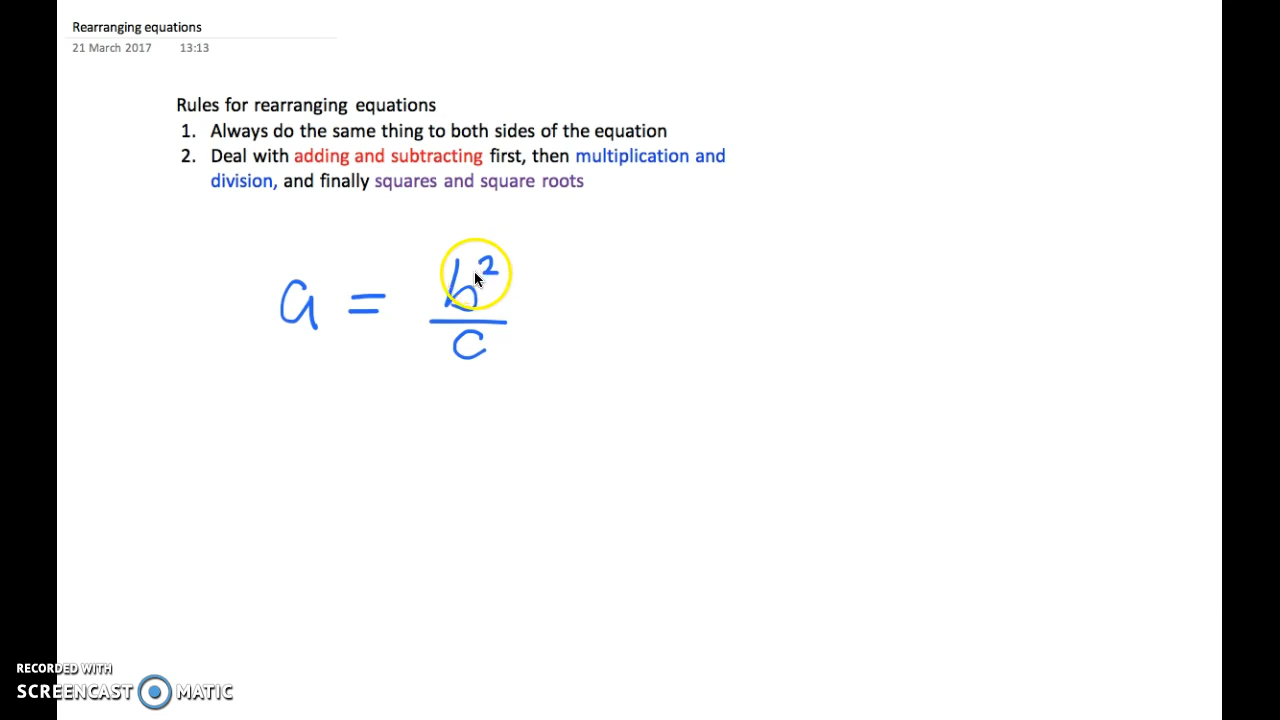 Rearranging equations
21 March 2017 13:13
Rules for rearranging equations
1. Always do the same thing to both sides of the equation
2. Deal with adding and subtracting first, then multiplication and
division, and finally squares and square roots
a = b²
c
RECORDED WITH
SCREENCAST MATIC